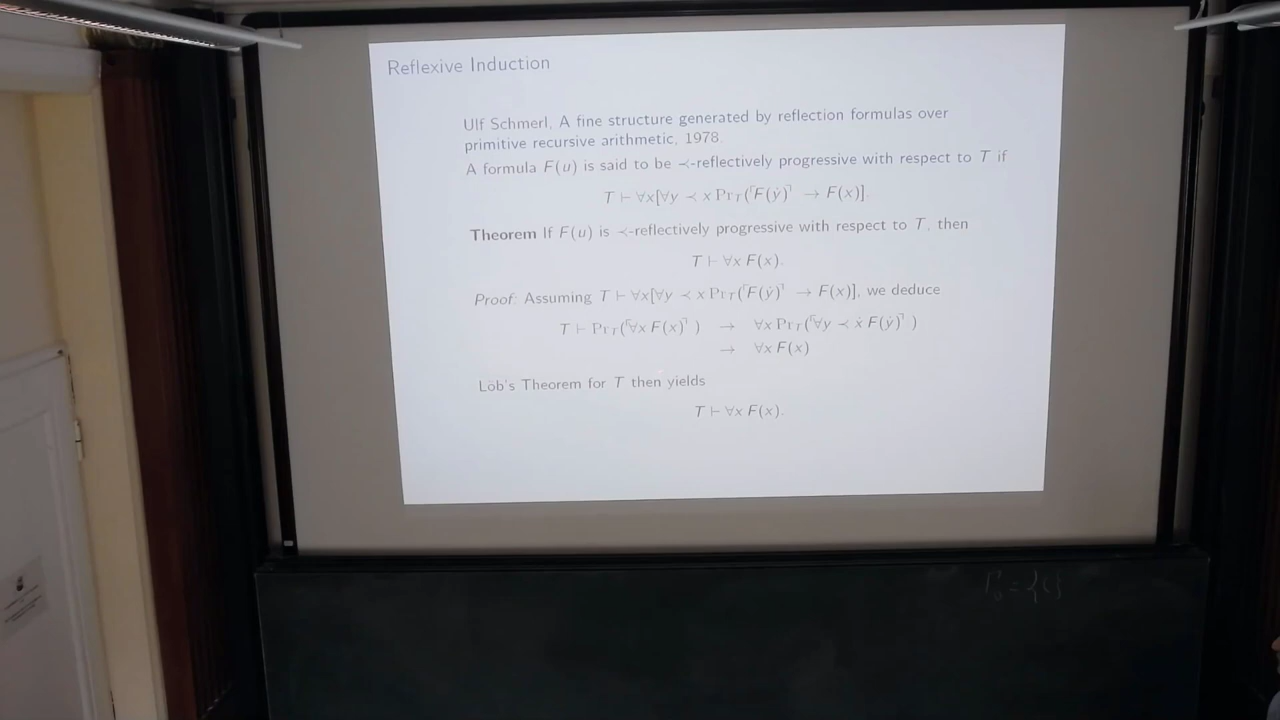 Reflexive Induction
Ulf Schmerl, A fine structure generated by reflection formulas over
primitive recursive arithmetic, 1978.
A formula F(u) is said to be ≺-reflectively progressive with respect to T if
T ⊢ ∀x[∀y ≺ x Pr_T(⌜F(ẏ)⌝ → F(x)].
Theorem If F(u) is ≺-reflectively progressive with respect to T, then
T ⊢ ∀x F(x).
Proof: Assuming T ⊢ ∀x[∀y ≺ x Pr_T(⌜F(ẏ)⌝ → F(x)], we deduce
T ⊢ Pr_T(⌜∀x F(x)⌝) → ∀x Pr_T(⌜∀y ≺ ẋ F(ẏ)⌝)
→ ∀x F(x)
Löb's Theorem for T then yields
T ⊢ ∀x F(x).